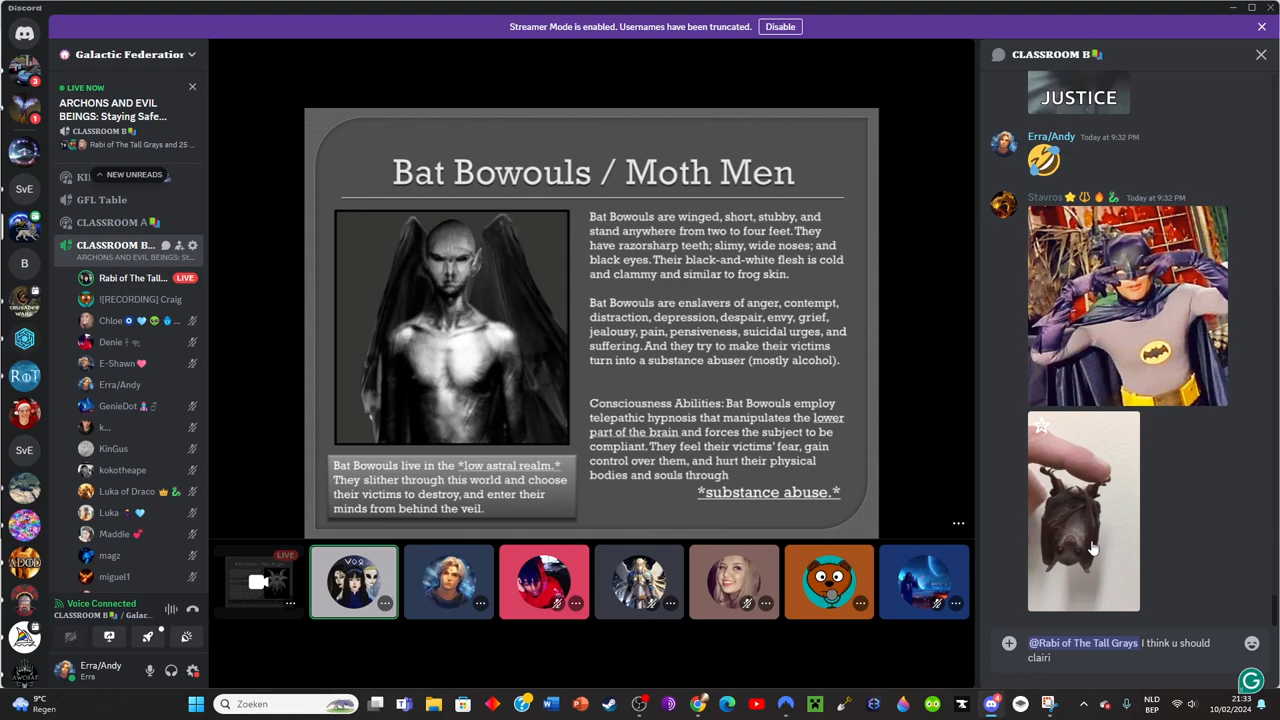 Discord
Streamer Mode is enabled. Usernames have been truncated.
Disable
Galactic Federation
LIVE NOW
ARCHONS AND EVIL
BEINGS: Staying Safe...
CLASSROOM B
Rabi of The Tall Grays and 25
NEW UNREADS
GFL Table
CLASSROOM A
CLASSROOM B...
ARCHONS AND EVIL BEINGS: St...
Rabi of The Tall...
LIVE
![RECORDING] Craig
Chloe
Denie
E-Shawn
Erra/Andy
GenieDot
k...
KinGus
kokotheape
Luka of Draco
Luka
Maddie
magz
miguel1
Voice Connected
CLASSROOM B / Galac...
Erra/Andy
Erra
3
1
SvE
B
RoT
SvE
ADOD
AWOKAF
Bat Bowouls / Moth Men
Bat Bowouls are winged, short, stubby, and
stand anywhere from two to four feet. They
have razorsharp teeth; slimy, wide noses; and
black eyes. Their black-and-white flesh is cold
and clammy and similar to frog skin.
Bat Bowouls are enslavers of anger, contempt,
distraction, depression, despair, envy, grief,
jealousy, pain, pensiveness, suicidal urges, and
suffering. And they try to make their victims
turn into a substance abuser (mostly alcohol).
Consciousness Abilities: Bat Bowouls employ
telepathic hypnosis that manipulates the lower
part of the brain and forces the subject to be
compliant. They feel their victims' fear, gain
control over them, and hurt their physical
bodies and souls through
*substance abuse.*
Bat Bowouls live in the *low astral realm.*
They slither through this world and choose
their victims to destroy, and enter their
minds from behind the veil.
LIVE
CLASSROOM B
JUSTICE
Erra/Andy Today at 9:32 PM
Stavros Today at 9:32 PM
@Rabi of The Tall Grays I think u should
clairi
9°C
Regen
Zoeken
NLD
BEP
21:33
10/02/2024